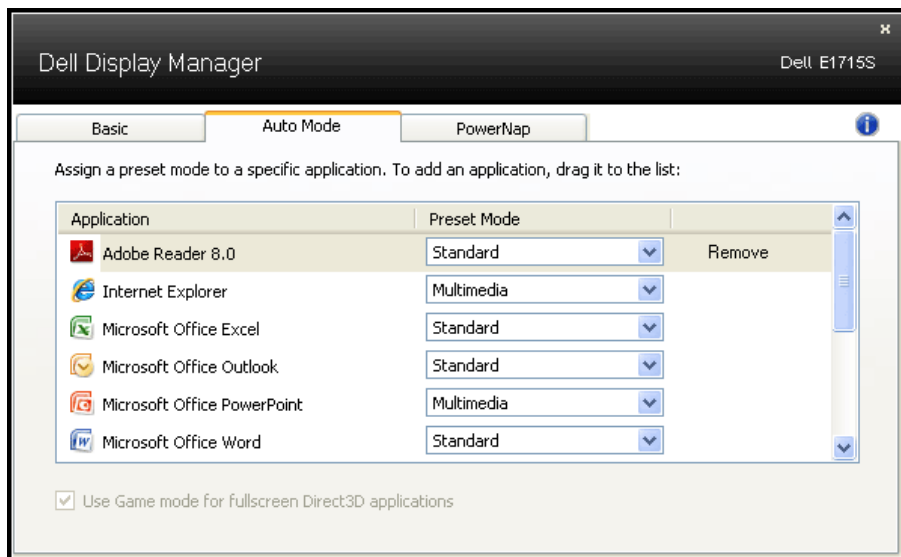 Dell Display Manager
Dell E1715S
Basic Auto Mode PowerNap
Assign a preset mode to a specific application. To add an application, drag it to the list:
Application Preset Mode
Adobe Reader 8.0 Standard Remove
Internet Explorer Multimedia
Microsoft Office Excel Standard
Microsoft Office Outlook Standard
Microsoft Office PowerPoint Multimedia
Microsoft Office Word Standard
Use Game mode for fullscreen Direct3D applications